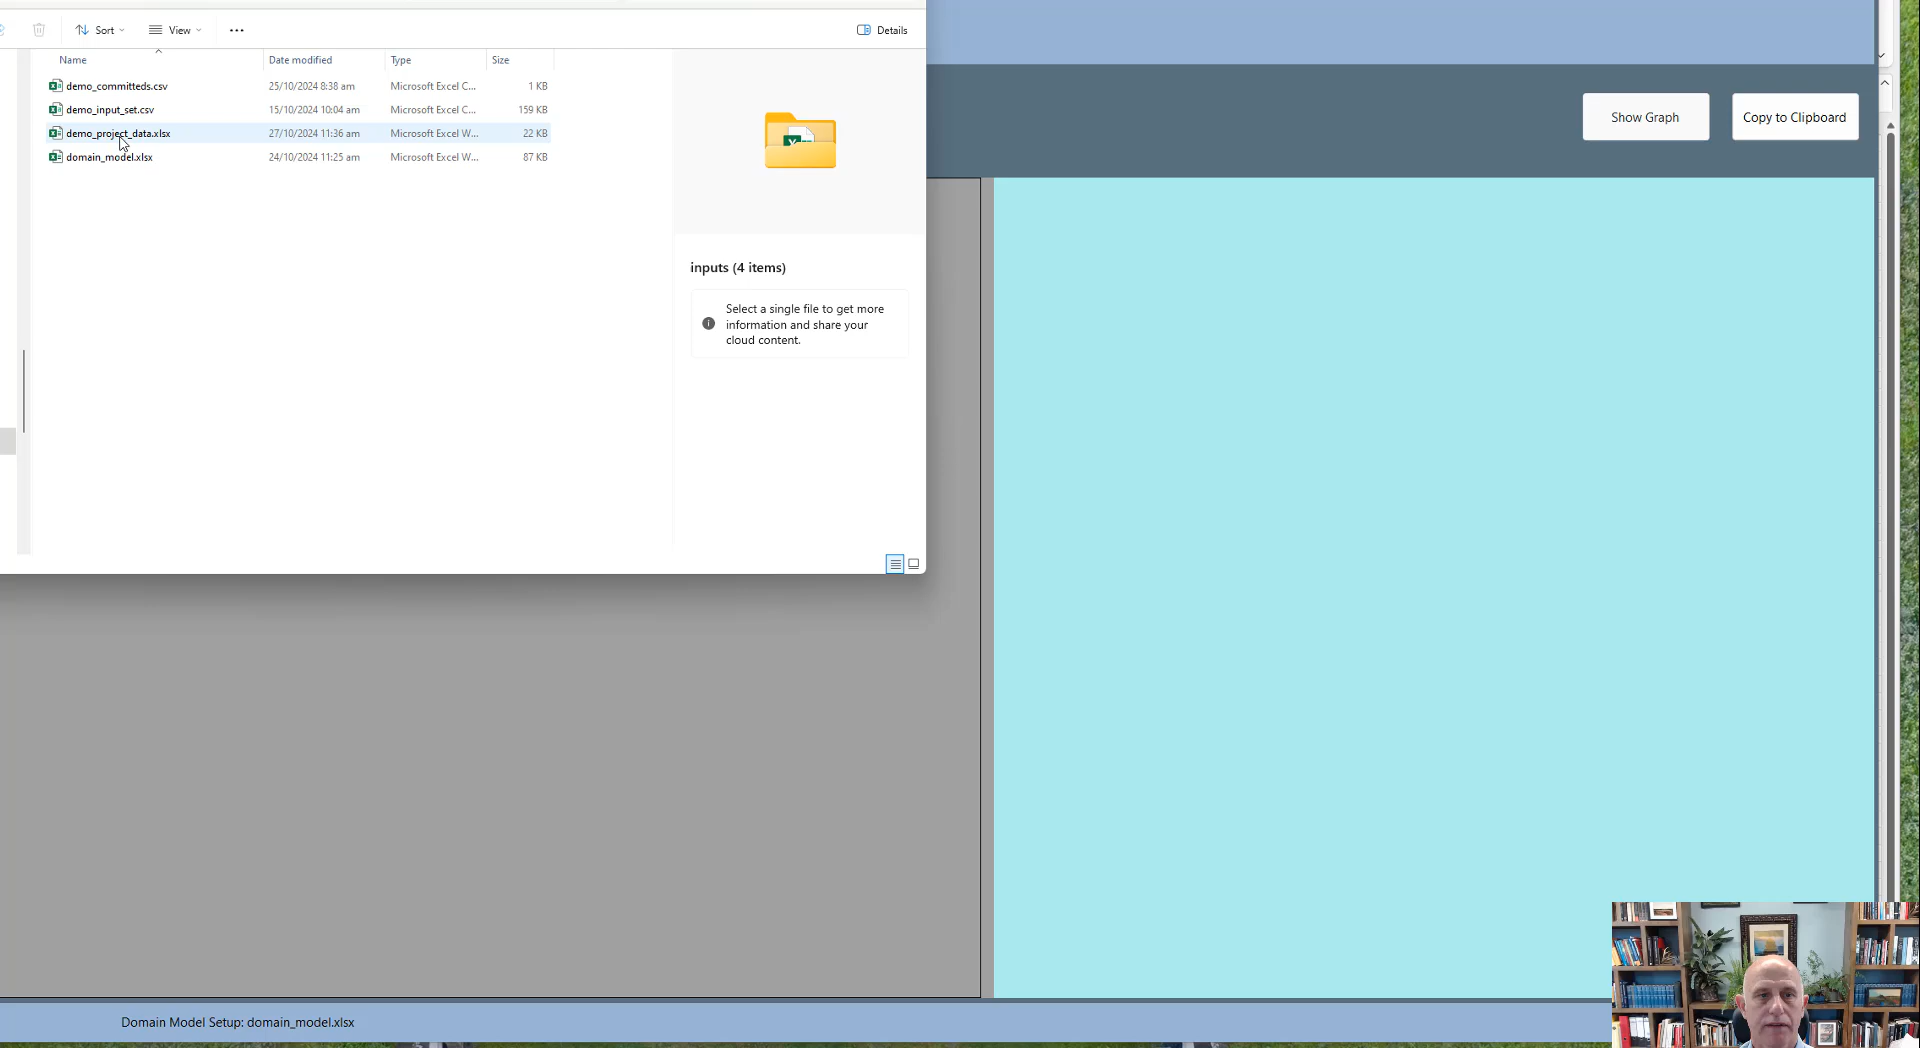 Sort View ... Details
Name Date modified Type Size
demo_committeds.csv 25/10/2024 8:38 am Microsoft Excel C... 1 KB
demo_input_set.csv 15/10/2024 10:04 am Microsoft Excel C... 159 KB
demo_project_data.xlsx 27/10/2024 11:36 am Microsoft Excel W... 22 KB
domain_model.xlsx 24/10/2024 11:25 am Microsoft Excel W... 87 KB
inputs (4 items)
Select a single file to get more
information and share your
cloud content.
Show Graph Copy to Clipboard
Domain Model Setup: domain_model.xlsx